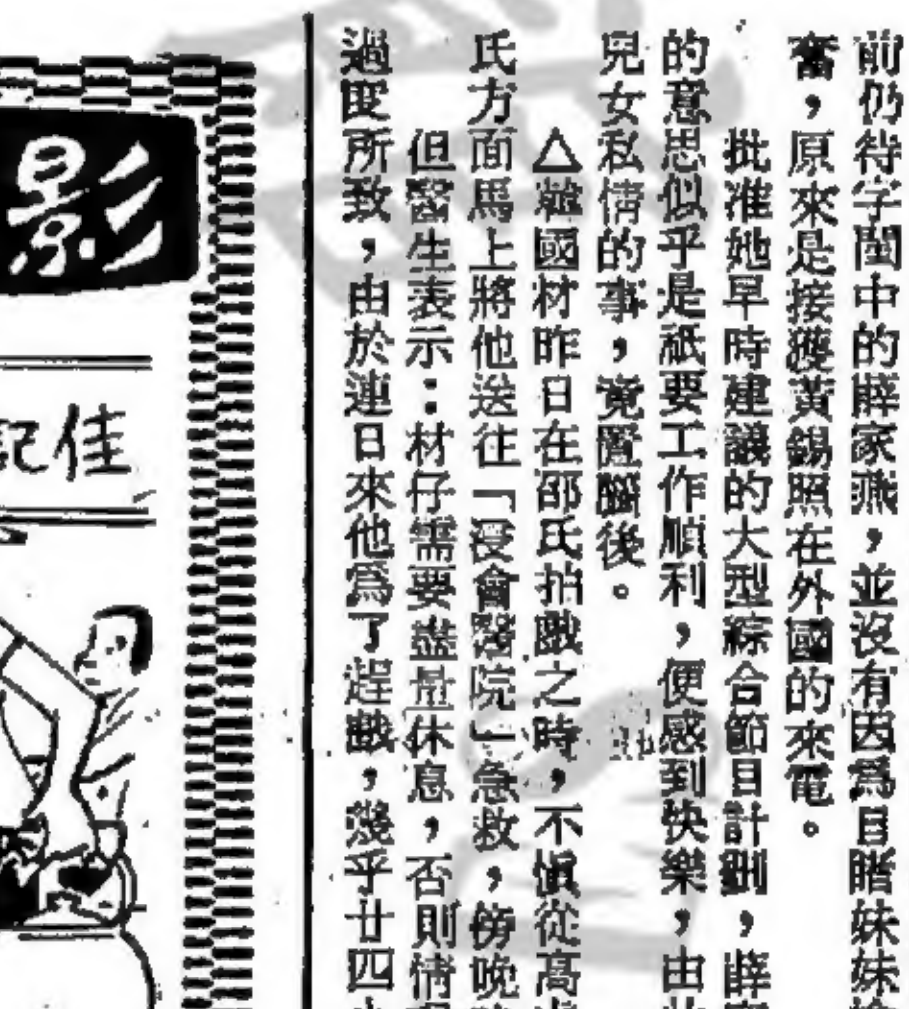 前仍待字閨中的薛家燕，並沒有因爲目睹妹妹
奮，原來是接獲黃錫照在外國的來電。
批准她早時建議的大型綜合節目計劃，薛
的意思似乎是祇要工作順利，便感到快樂，由
兒女私情的事，竟置腦後。
△韓國材昨日在邵氏拍戲之時，不愼從高
氏方面馬上將他送往「浸會醫院」急救，傍晚
但醫生表示：材仔需要盡量休息，否則情
過度所致，由於連日來他爲了趕戲，幾乎廿四
影
記佳